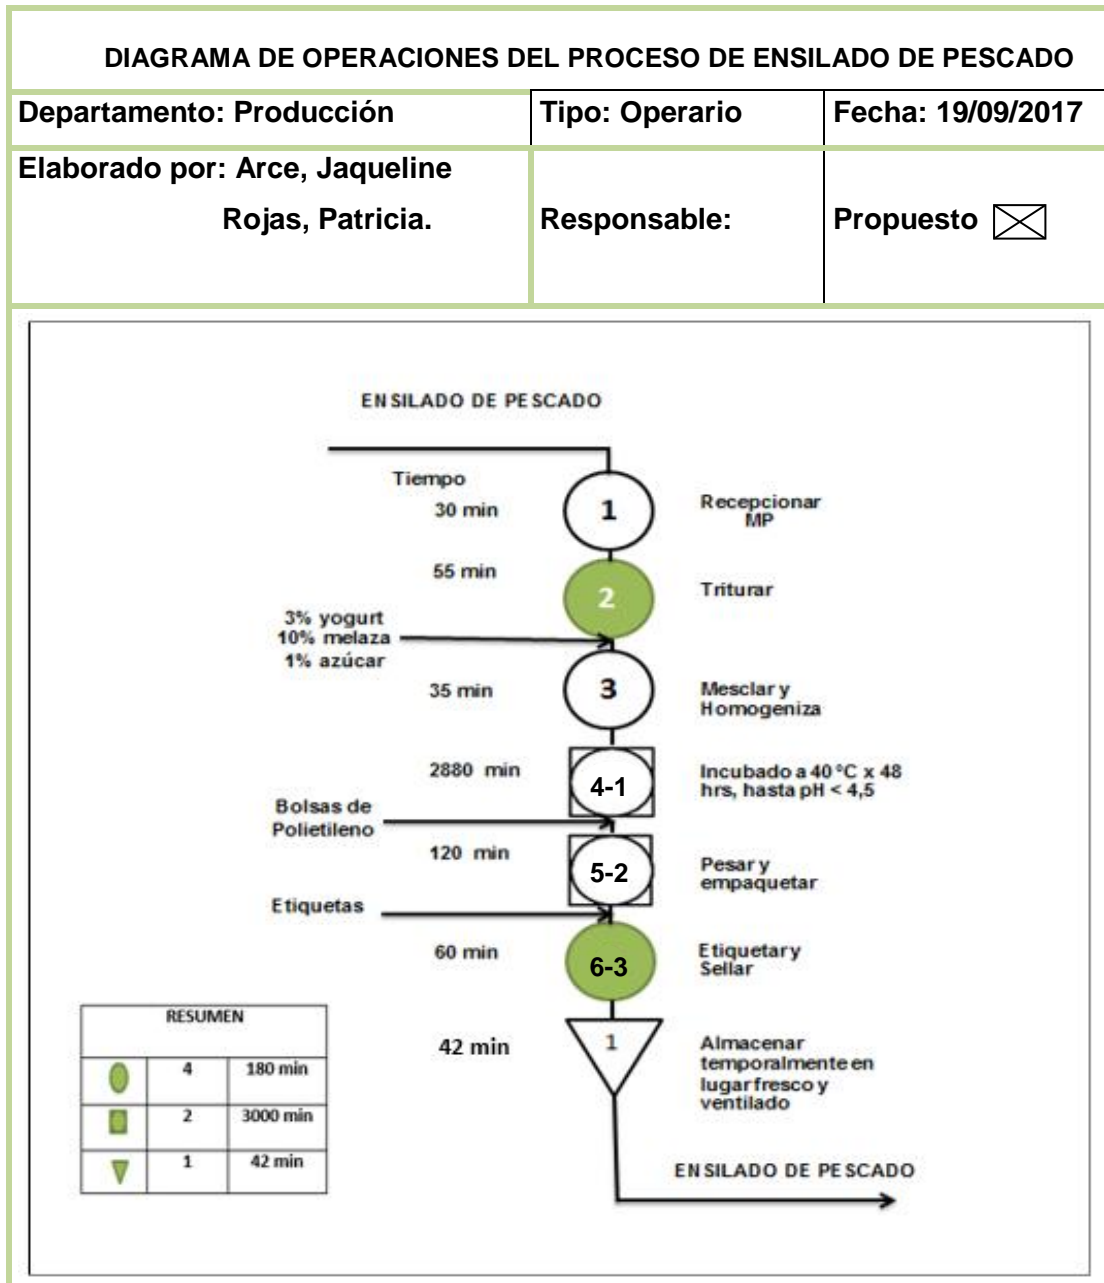 DIAGRAMA DE OPERACIONES DEL PROCESO DE ENSILADO DE PESCADO
Departamento: Producción
Tipo: Operario
Fecha: 19/09/2017
Elaborado por: Arce, Jaqueline
Rojas, Patricia.
Responsable:
Propuesto
ENSILADO DE PESCADO
Tiempo
30 min
1
Recepcionar
MP
55 min
2
Triturar
3% yogurt
10% melaza
1% azúcar
35 min
3
Mesclar y
Homogeniza
2880 min
4-1
Incubado a 40 ºC x 48
hrs, hasta pH < 4,5
Bolsas de
Polietileno
120 min
5-2
Pesar y
empaquetar
Etiquetas
60 min
6-3
Etiquetar y
Sellar
42 min
1
Almacenar
temporalmente en
lugar fresco y
ventilado
RESUMEN
4 180 min
2 3000 min
1 42 min
ENSILADO DE PESCADO